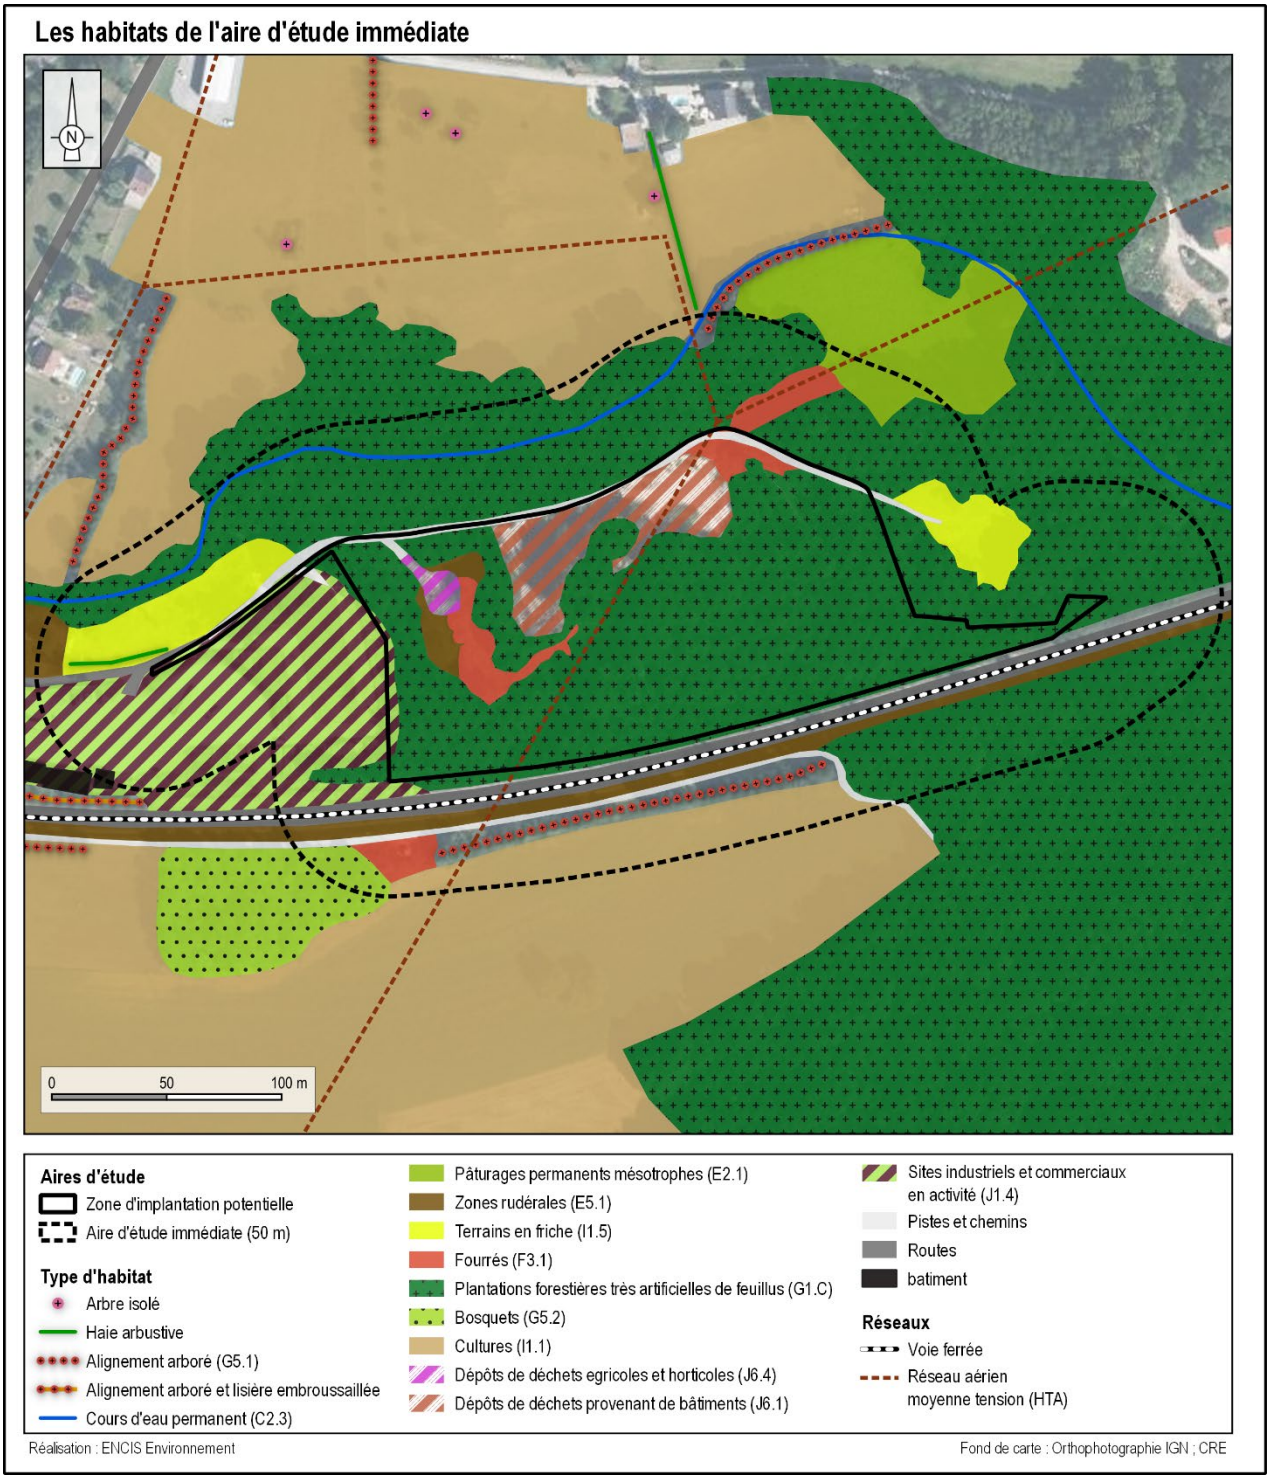 Les habitats de l'aire d'étude immédiate
N
0 50 100 m
Aires d'étude
Zone d'implantation potentielle
Aire d'étude immédiate (50 m)
Type d'habitat
Arbre isolé
Haie arbustive
Alignement arboré (G5.1)
Alignement arboré et lisière embroussaillée
Cours d'eau permanent (C2.3)
Pâturages permanents mésotrophes (E2.1)
Zones rudérales (E5.1)
Terrains en friche (I1.5)
Fourrés (F3.1)
Plantations forestières très artificielles de feuillus (G1.C)
Bosquets (G5.2)
Cultures (I1.1)
Dépôts de déchets egricoles et horticoles (J6.4)
Dépôts de déchets provenant de bâtiments (J6.1)
Sites industriels et commerciaux
en activité (J1.4)
Pistes et chemins
Routes
batiment
Réseaux
Voie ferrée
Réseau aérien
moyenne tension (HTA)
Réalisation : ENCIS Environnement
Fond de carte : Orthophotographie IGN ; CRE